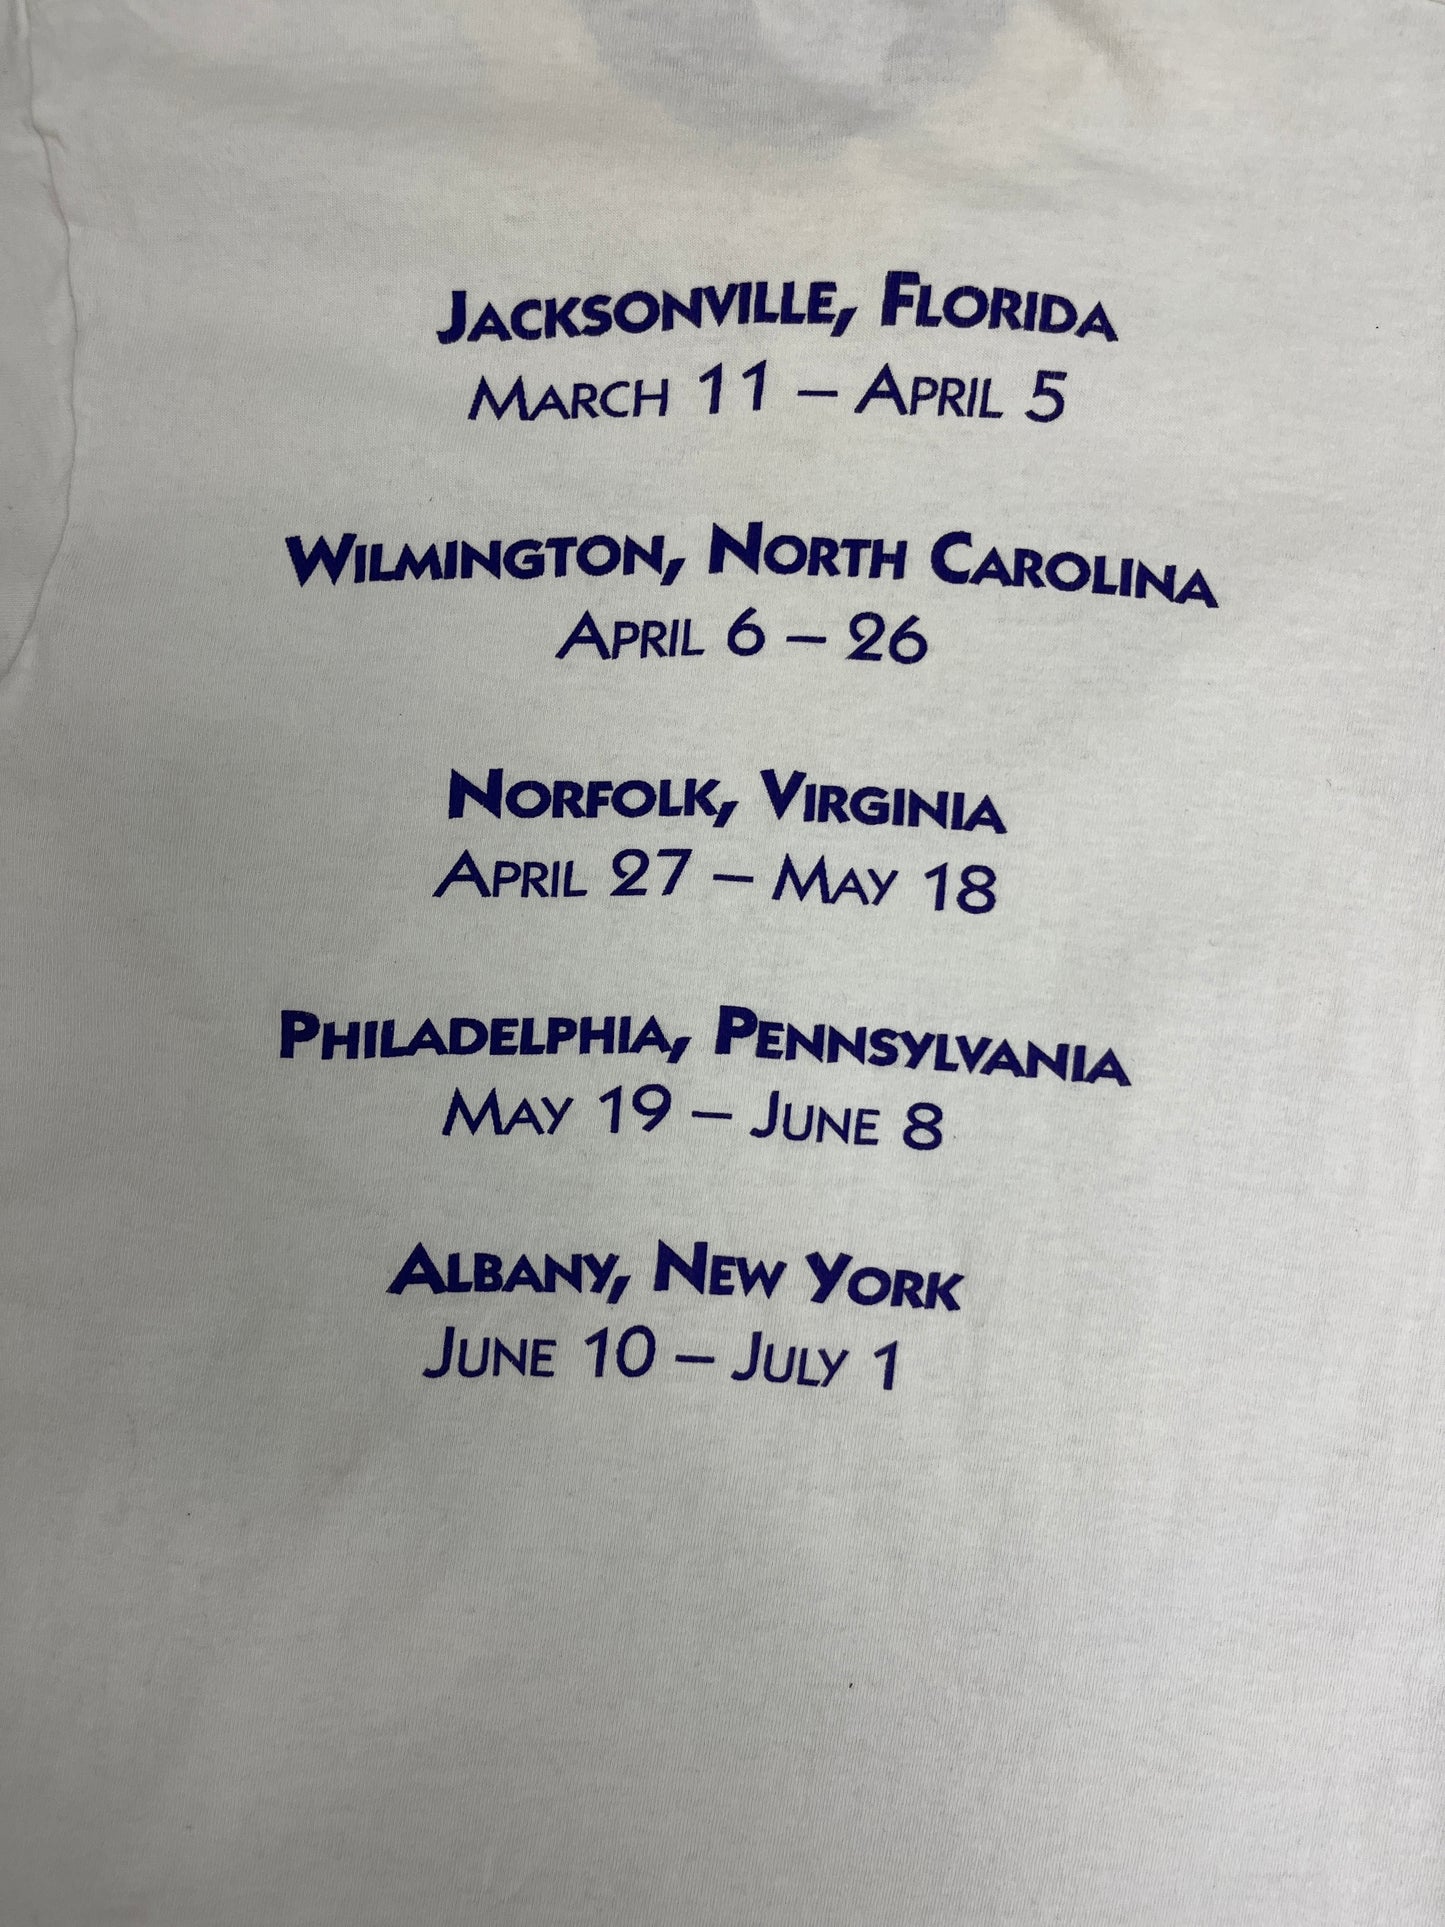 Jacksonville, Florida
March 11 – April 5
Wilmington, North Carolina
April 6 – 26
Norfolk, Virginia
April 27 – May 18
Philadelphia, Pennsylvania
May 19 – June 8
Albany, New York
June 10 – July 1